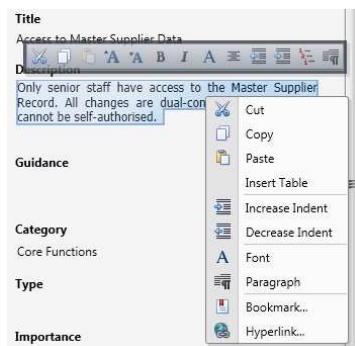 Title
Access to Master Supplier Data
A A B I A
Description
Only senior staff have access to the Master Supplier
Record. All changes are dual-con
cannot be self-authorised.
Cut
Copy
Paste
Insert Table
Increase Indent
Decrease Indent
A Font
Paragraph
Bookmark...
Hyperlink...
Guidance
Category
Core Functions
Type
Importance